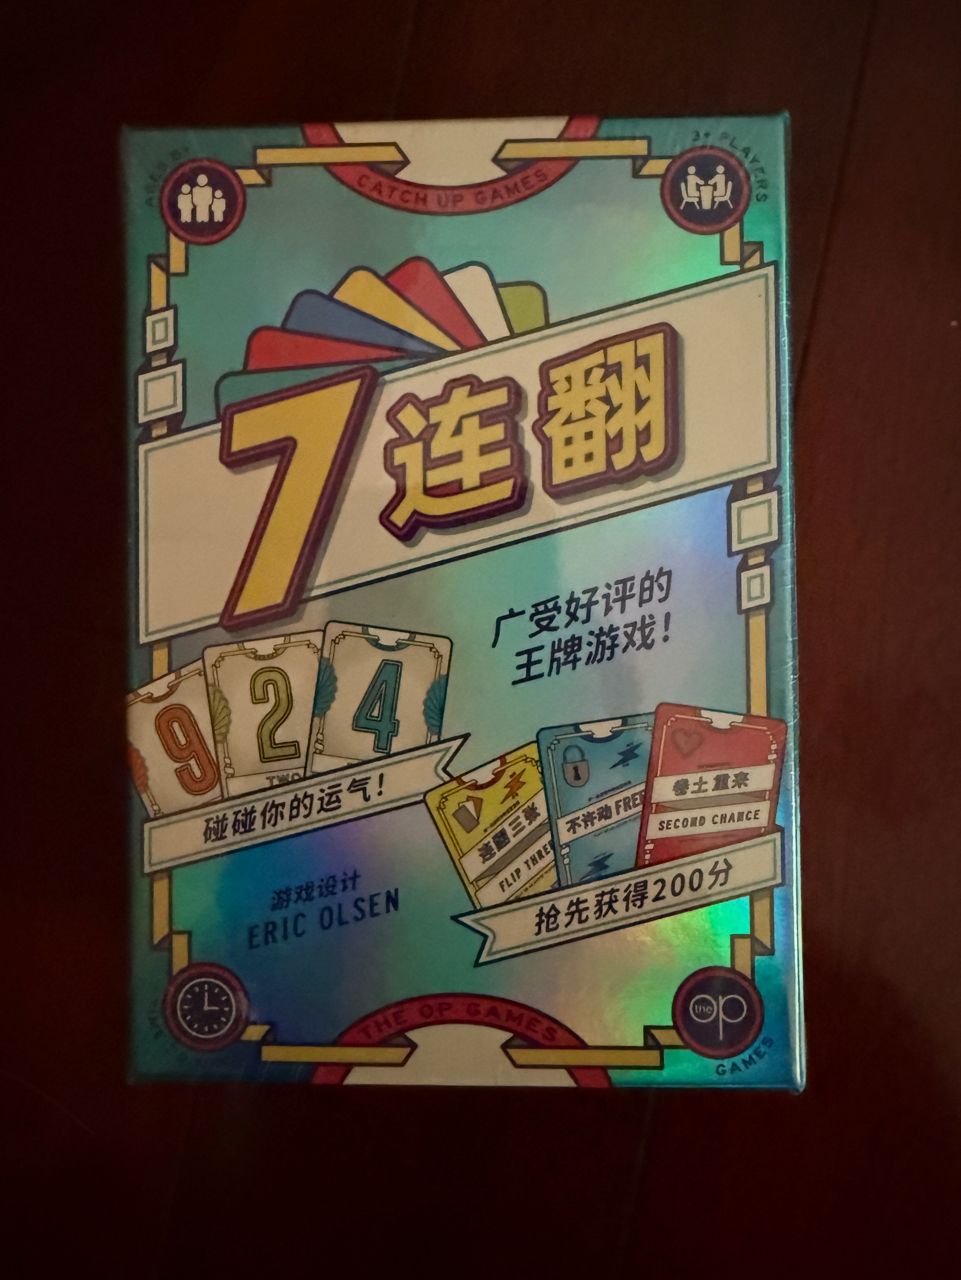 AGES 8+
3+ PLAYERS
CATCH UP GAMES
7连翻
广受好评的
王牌游戏！
9
2
TWO
4
碰碰你的运气！
连翻三张
FLIP THREE
不许动 FREE
卷土重来
SECOND CHANCE
抢先获得200分
游戏设计
ERIC OLSEN
THE OP GAMES
the op
GAMES